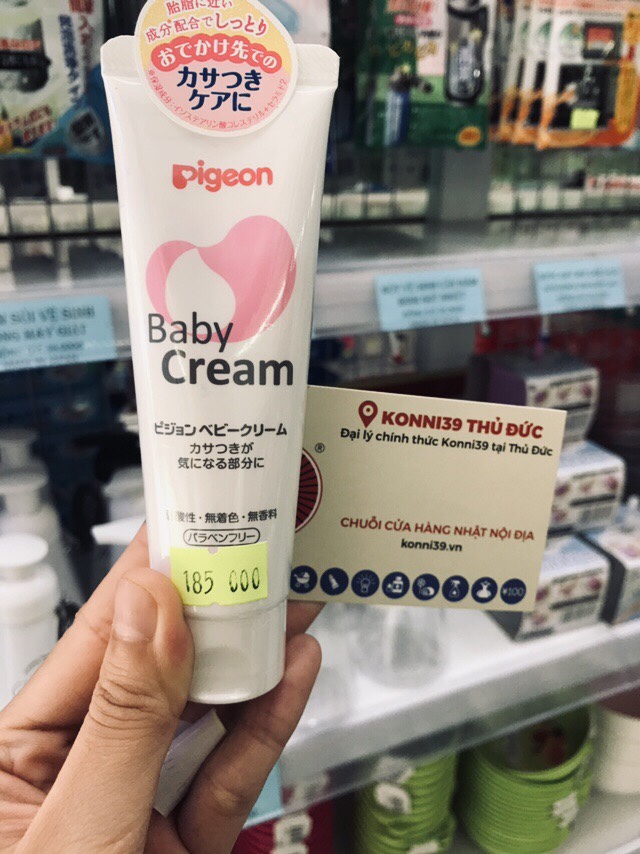 胎脂に近い
成分配合でしっとり
おでかけ先での
カサつき
ケアに
Pigeon
Baby
Cream
ピジョン ベビークリーム
カサつきが
気になる部分に
酸性・無着色・無香料
パラベンフリー
185 000
KONNI39 THỦ ĐỨC
Đại lý chính thức Konni39 tại Thủ Đức
®
CHUỖI CỬA HÀNG NHẬT NỘI ĐỊA
konni39.vn
¥100